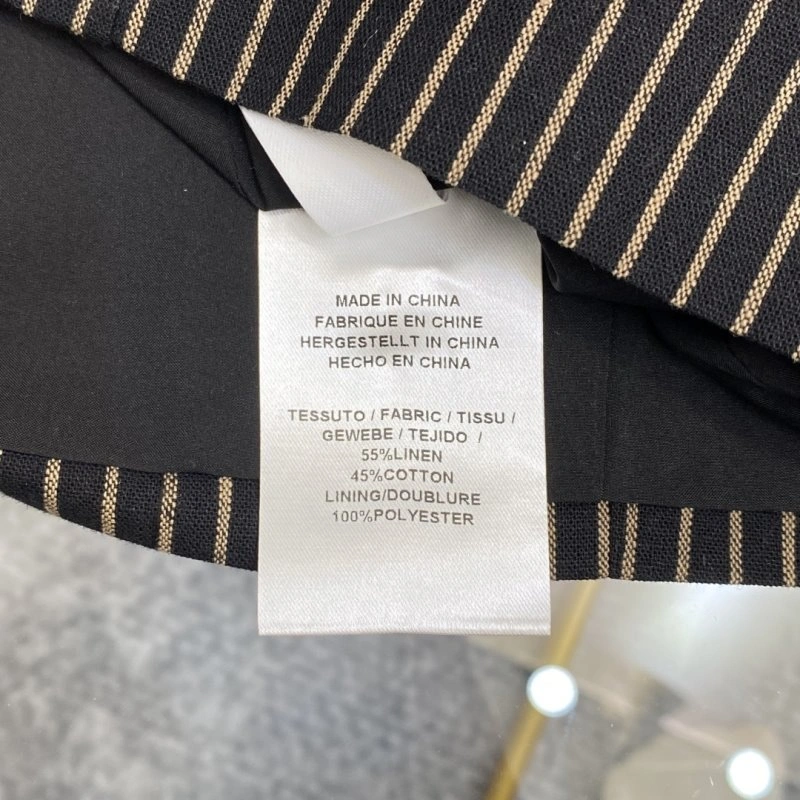 MADE IN CHINA
FABRIQUE EN CHINE
HERGESTELLT IN CHINA
HECHO EN CHINA
TESSUTO / FABRIC / TISSU /
GEWEBE / TEJIDO /
55%LINEN
45%COTTON
LINING/DOUBLURE
100%POLYESTER